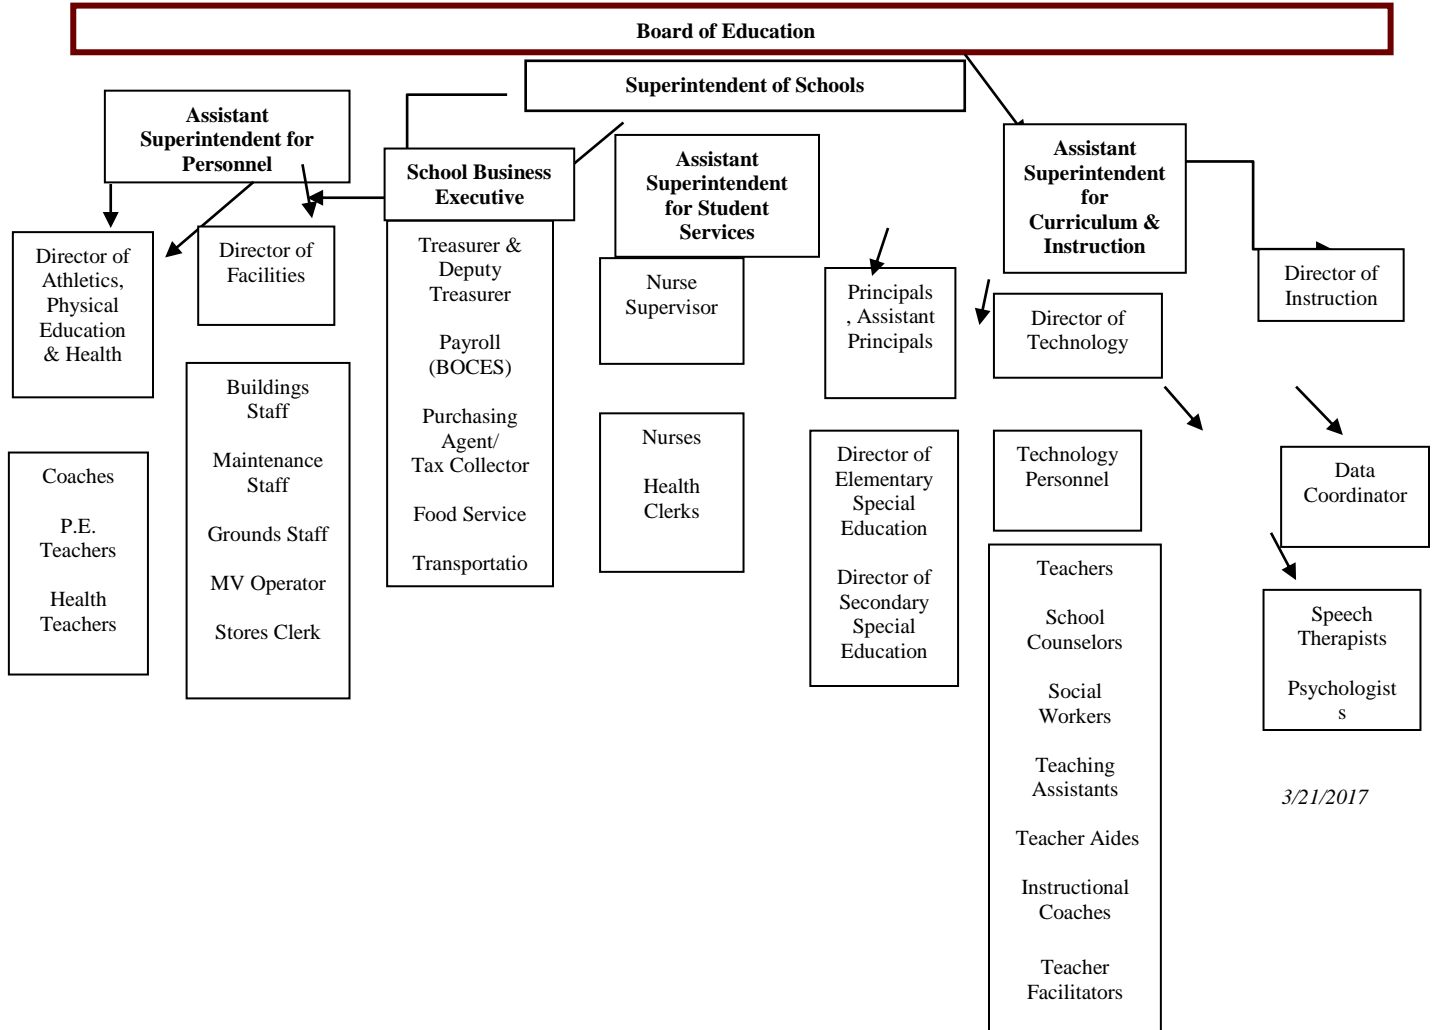 Board of Education
Superintendent of Schools
Assistant
Superintendent for
Personnel
School Business
Executive
Assistant
Superintendent
for Student
Services
Assistant
Superintendent
for
Curriculum &
Instruction
Director of
Athletics,
Physical
Education
& Health
Director of
Facilities
Treasurer &
Deputy
Treasurer
Payroll
(BOCES)
Purchasing
Agent/
Tax Collector
Food Service
Transportatio
Nurse
Supervisor
Principals
, Assistant
Principals
Director of
Technology
Director of
Instruction
Coaches
P.E.
Teachers
Health
Teachers
Buildings
Staff
Maintenance
Staff
Grounds Staff
MV Operator
Stores Clerk
Nurses
Health
Clerks
Director of
Elementary
Special
Education
Director of
Secondary
Special
Education
Technology
Personnel
Data
Coordinator
Teachers
School
Counselors
Social
Workers
Teaching
Assistants
Teacher Aides
Instructional
Coaches
Teacher
Facilitators
Speech
Therapists
Psychologist
s
3/21/2017